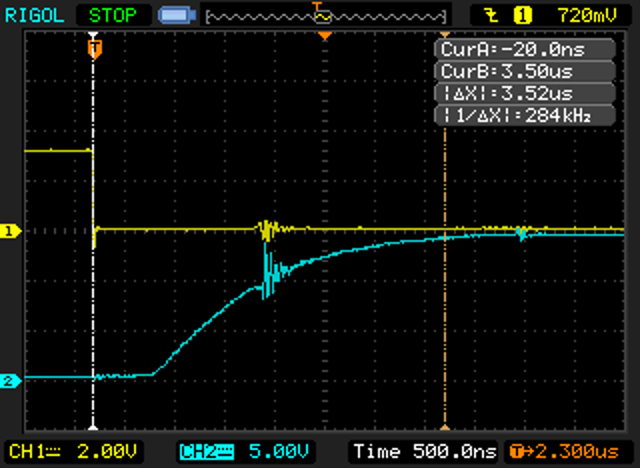 RIGOL STOP T 1 720mV
T
CurA:-20.0ns
CurB:3.50us
|ΔX|:3.52us
|1/ΔX|:284kHz
1
2
CH1 2.00V CH2 5.00V Time 500.0ns T→2.300us